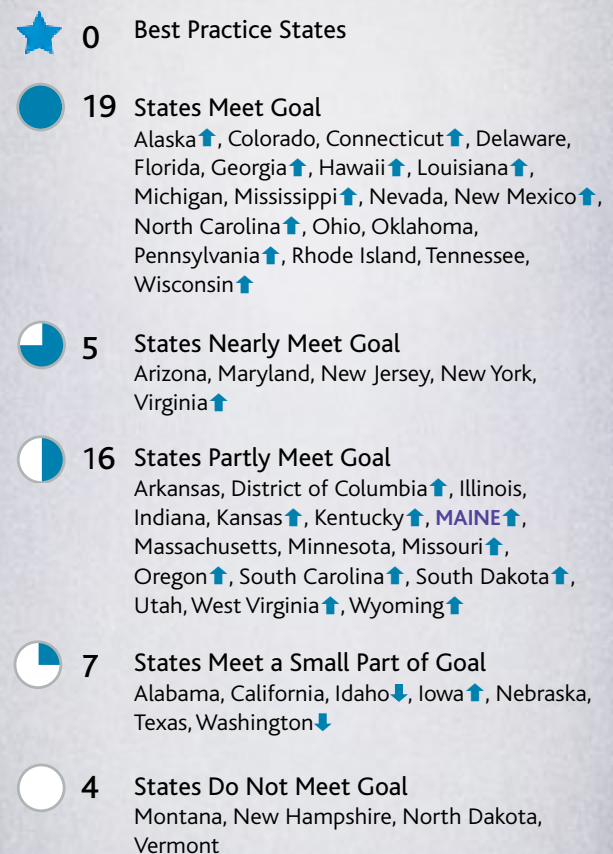 0 Best Practice States
19 States Meet Goal
Alaska⬆, Colorado, Connecticut⬆, Delaware,
Florida, Georgia⬆, Hawaii⬆, Louisiana⬆,
Michigan, Mississippi⬆, Nevada, New Mexico⬆,
North Carolina⬆, Ohio, Oklahoma,
Pennsylvania⬆, Rhode Island, Tennessee,
Wisconsin⬆
5 States Nearly Meet Goal
Arizona, Maryland, New Jersey, New York,
Virginia⬆
16 States Partly Meet Goal
Arkansas, District of Columbia⬆, Illinois,
Indiana, Kansas⬆, Kentucky⬆, MAINE⬆,
Massachusetts, Minnesota, Missouri⬆,
Oregon⬆, South Carolina⬆, South Dakota⬆,
Utah, West Virginia⬆, Wyoming⬆
7 States Meet a Small Part of Goal
Alabama, California, Idaho⬇, Iowa⬆, Nebraska,
Texas, Washington⬇
4 States Do Not Meet Goal
Montana, New Hampshire, North Dakota,
Vermont